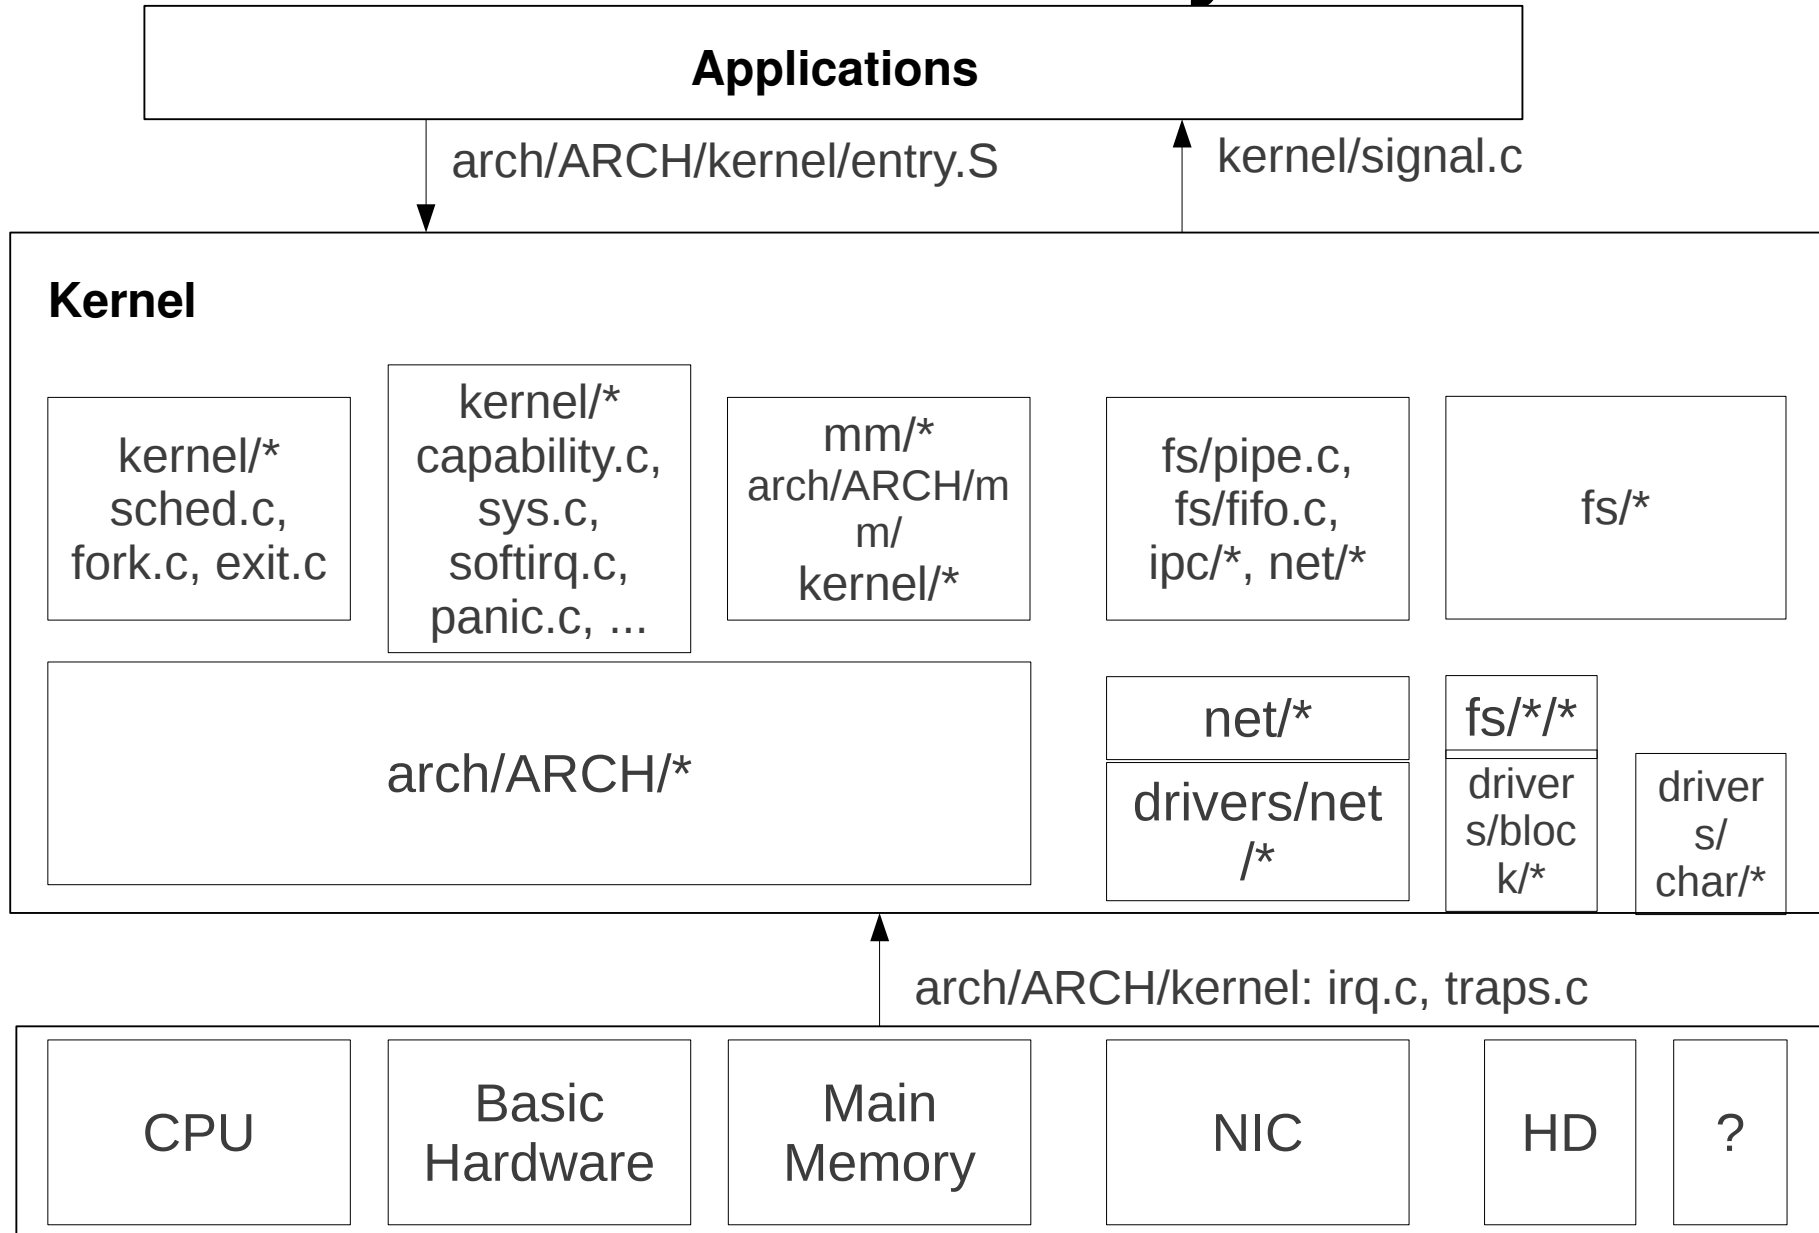 Applications
arch/ARCH/kernel/entry.S
kernel/signal.c
Kernel
kernel/*
sched.c,
fork.c, exit.c
kernel/*
capability.c,
sys.c,
softirq.c,
panic.c, ...
mm/*
arch/ARCH/m
m/
kernel/*
fs/pipe.c,
fs/fifo.c,
ipc/*, net/*
fs/*
arch/ARCH/*
net/*
drivers/net
/*
fs/*/*
driver
s/bloc
k/*
driver
s/
char/*
arch/ARCH/kernel: irq.c, traps.c
CPU
Basic
Hardware
Main
Memory
NIC
HD
?